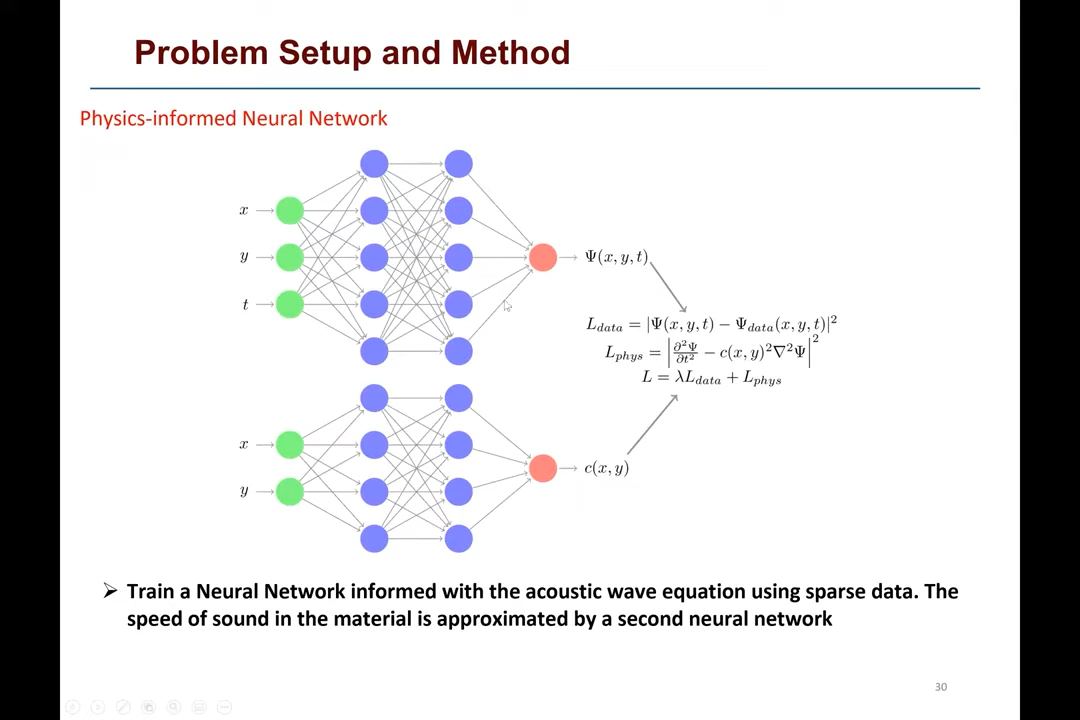 Problem Setup and Method
Physics-informed Neural Network
x
y
t
Ψ(x, y, t)
L_data = |Ψ(x, y, t) − Ψ_data(x, y, t)|²
L_phys = |∂²Ψ/∂t² − c(x, y)²∇²Ψ|²
L = λL_data + L_phys
x
y
c(x, y)
➢ Train a Neural Network informed with the acoustic wave equation using sparse data. The
speed of sound in the material is approximated by a second neural network
30